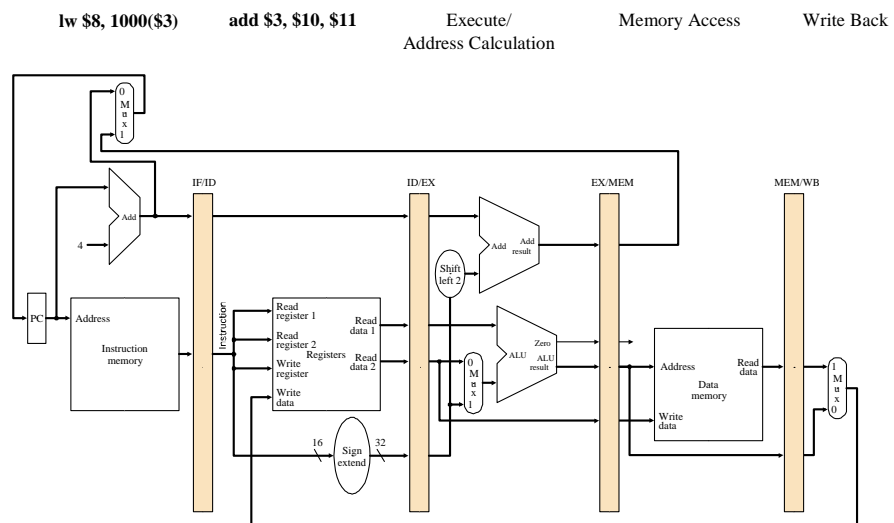 lw $8, 1000($3)
add $3, $10, $11
Execute/
Address Calculation
Memory Access
Write Back
0
M
u
x
1
IF/ID
ID/EX
EX/MEM
MEM/WB
Add
4
Add
Add
result
Shift
left 2
PC
Address
Instruction
memory
Instruction
Read
register 1
Read
register 2
Write
register
Write
data
Registers
Read
data 1
Read
data 2
0
M
u
x
1
Zero
ALU
ALU
result
Address
Data
memory
Write
data
Read
data
1
M
u
x
0
16
Sign
extend
32